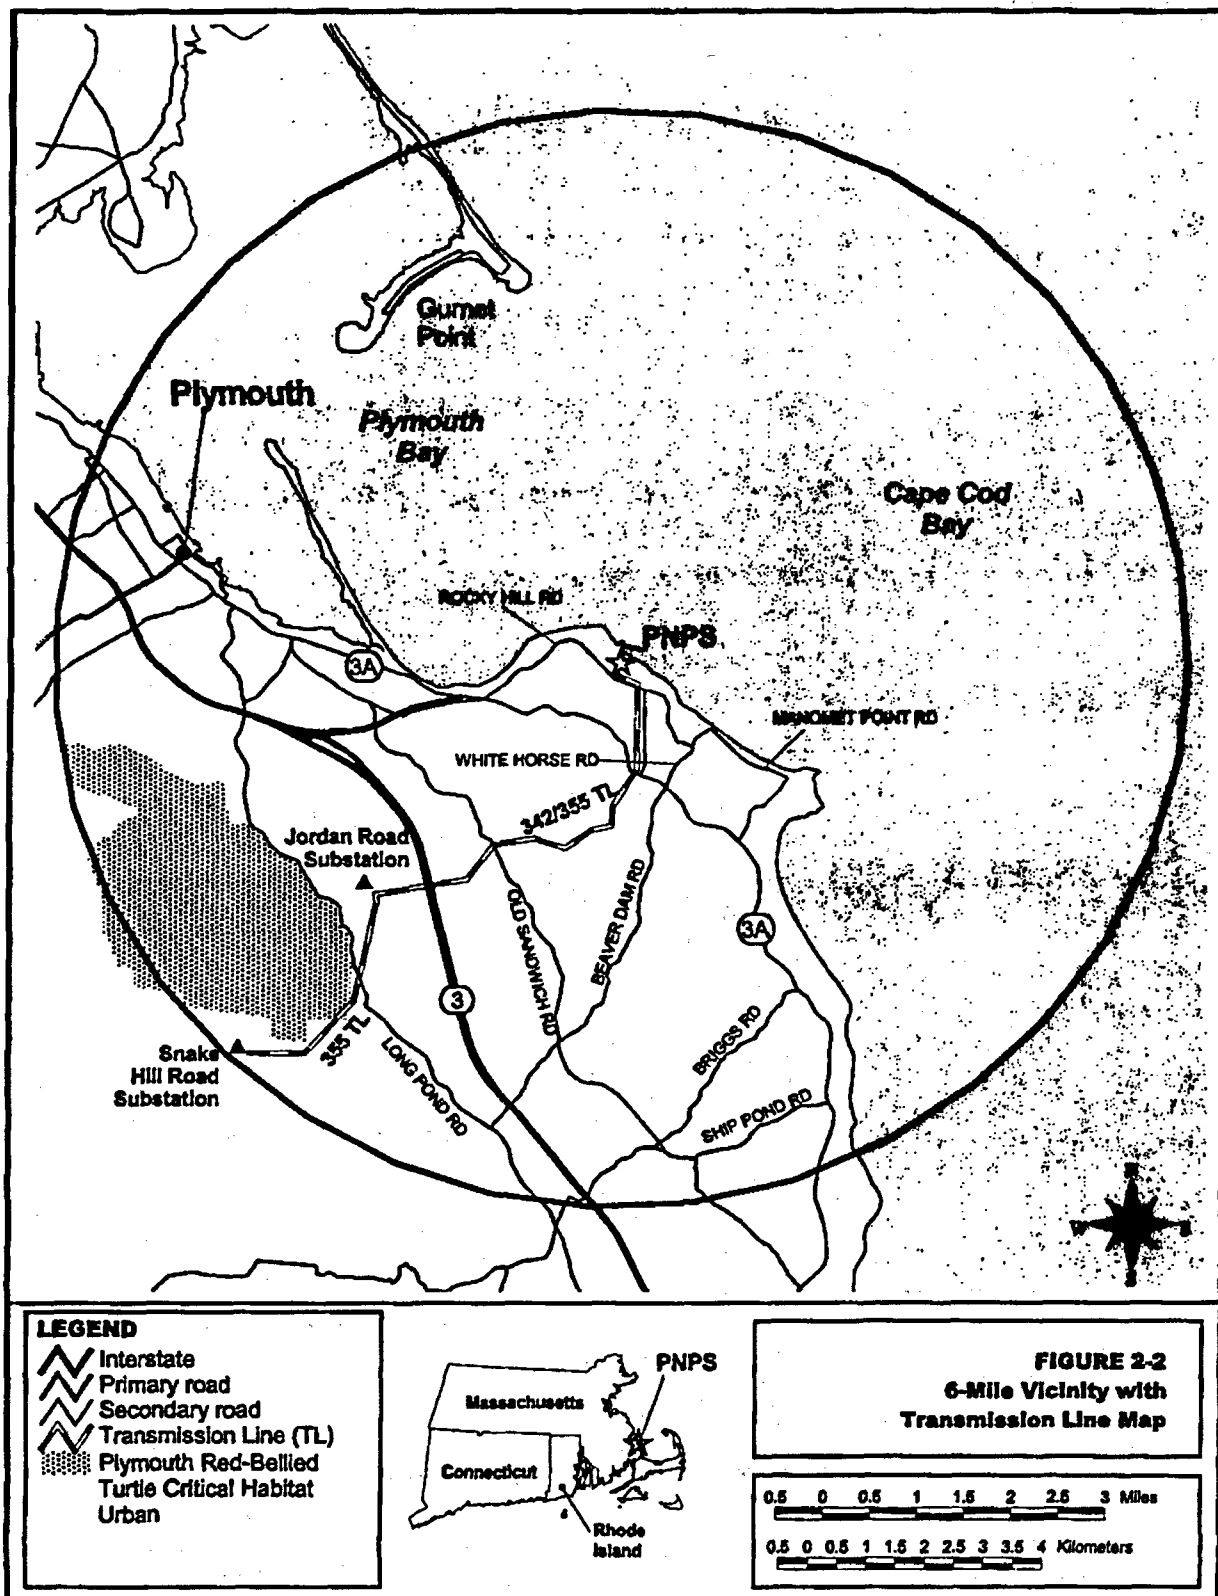 Gurnet
Point
Plymouth
Plymouth
Bay
Cape Cod
Bay
ROCKY HILL RD
PNPS
3A
MANOMET POINT RD
WHITE HORSE RD
342/355 TL
Jordan Road
Substation
OLD SANDWICH RD
BEAVER DAM RD
3A
3
355 TL
LONG POND RD
BRIGGS RD
SHIP POND RD
Snake
Hill Road
Substation
N
W
E
S
LEGEND
Interstate
Primary road
Secondary road
Transmission Line (TL)
Plymouth Red-Bellied
Turtle Critical Habitat
Urban
PNPS
Massachusetts
Connecticut
Rhode
Island
FIGURE 2-2
6-Mile Vicinity with
Transmission Line Map
0.5 0 0.5 1 1.5 2 2.5 3 Miles
0.5 0 0.5 1 1.5 2 2.5 3 3.5 4 Kilometers